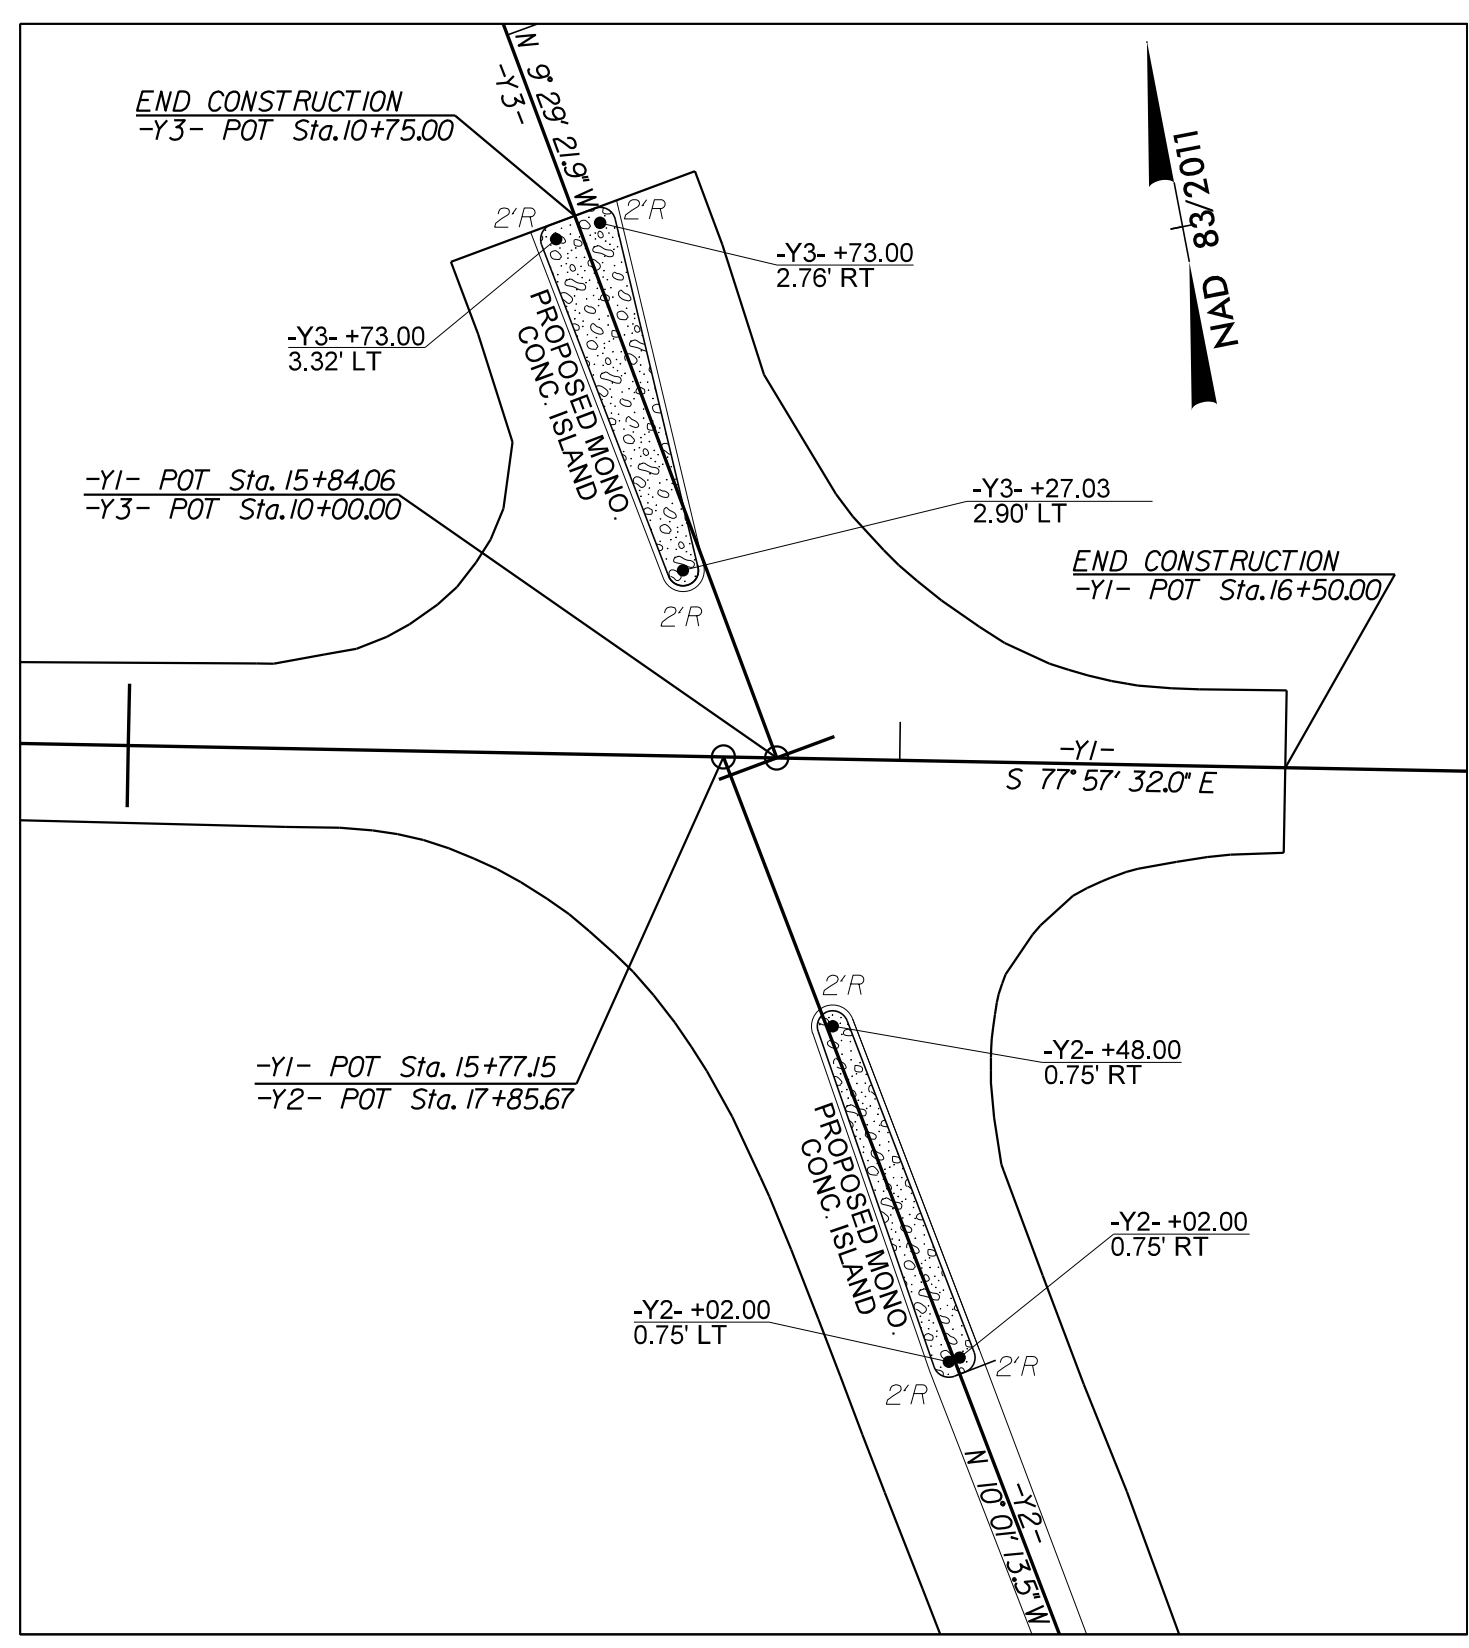 N 9° 29' 21.9" W
-Y3-
END CONSTRUCTION
-Y3- POT Sta. 10+75.00
NAD 83/2011
2'R
2'R
-Y3- +73.00
2.76' RT
-Y3- +73.00
3.32' LT
PROPOSED MONO.
CONC. ISLAND
-Y1- POT Sta. 15+84.06
-Y3- POT Sta. 10+00.00
-Y3- +27.03
2.90' LT
END CONSTRUCTION
-Y1- POT Sta. 16+50.00
2'R
-Y1-
S 77° 57' 32.0" E
2'R
-Y1- POT Sta. 15+77.15
-Y2- POT Sta. 17+85.67
-Y2- +48.00
0.75' RT
PROPOSED MONO.
CONC. ISLAND
-Y2- +02.00
0.75' RT
-Y2- +02.00
0.75' LT
2'R
2'R
-Y2-
N 10° 01' 13.5" W